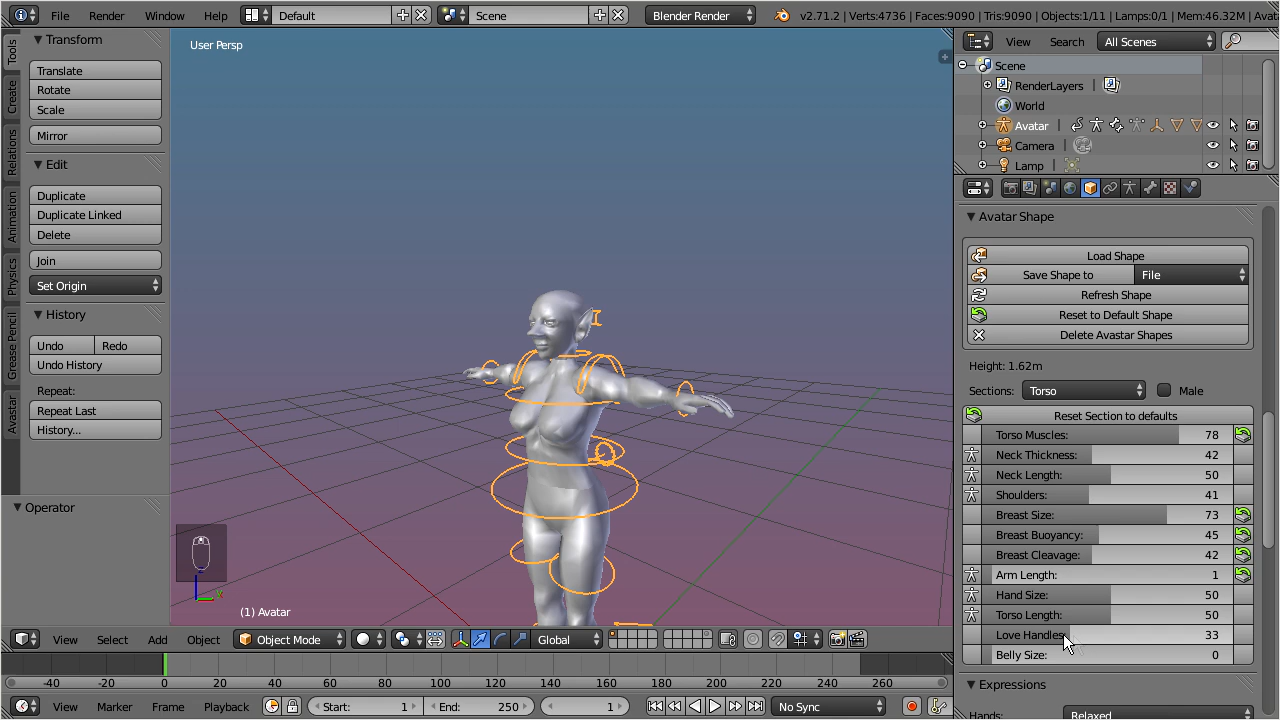 File Render Window Help Default Scene Blender Render v2.71.2 | Verts:4736 | Faces:9090 | Tris:9090 | Objects:1/11 | Lamps:0/1 | Mem:46.32M |
Tools
Create
Relations
Animation
Physics
Grease Pencil
Avastar
Transform
Translate
Rotate
Scale
Mirror
Edit
Duplicate
Duplicate Linked
Delete
Join
Set Origin
History
Undo Redo
Undo History
Repeat:
Repeat Last
History...
Operator
User Persp
(1) Avatar
View Select Add Object Object Mode Global
-40 -20 0 20 40 60 80 100 120 140 160 180 200 220 240 260
View Marker Frame Playback Start: 1 End: 250 1 No Sync
View Search All Scenes
Scene
RenderLayers |
World
Avatar |
Camera |
Lamp |
Avatar Shape
Load Shape
Save Shape to File
Refresh Shape
Reset to Default Shape
Delete Avastar Shapes
Height: 1.62m
Sections: Torso Male
Reset Section to defaults
Torso Muscles: 78
Neck Thickness: 42
Neck Length: 50
Shoulders: 41
Breast Size: 73
Breast Buoyancy: 45
Breast Cleavage: 42
Arm Length: 1
Hand Size: 50
Torso Length: 50
Love Handles 33
Belly Size: 0
Expressions
Hands: Relaxed